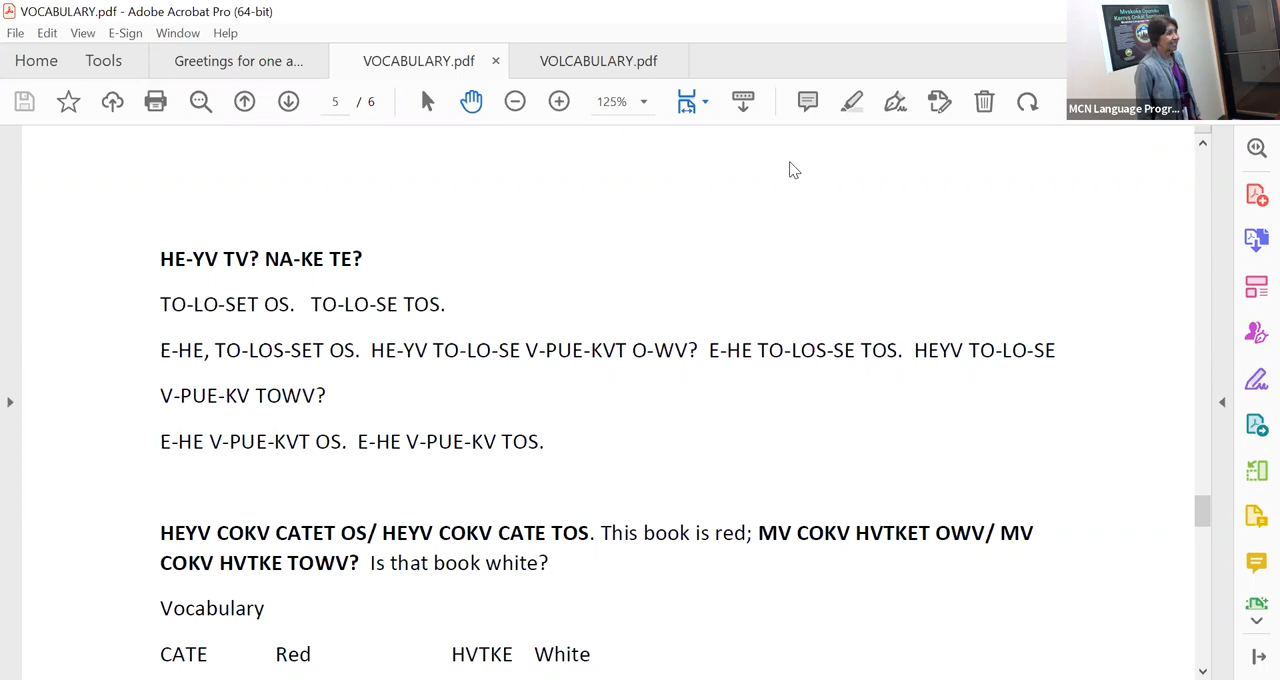 VOCABULARY.pdf - Adobe Acrobat Pro (64-bit)
File Edit View E-Sign Window Help
Home Tools Greetings for one a... VOCABULARY.pdf × VOLCABULARY.pdf
5 / 6 125%
MCN Language Progr...
HE-YV TV? NA-KE TE?
TO-LO-SET OS. TO-LO-SE TOS.
E-HE, TO-LOS-SET OS. HE-YV TO-LO-SE V-PUE-KVT O-WV? E-HE TO-LOS-SE TOS. HEYV TO-LO-SE
V-PUE-KV TOWV?
E-HE V-PUE-KVT OS. E-HE V-PUE-KV TOS.
HEYV COKV CATET OS/ HEYV COKV CATE TOS. This book is red; MV COKV HVTKET OWV/ MV
COKV HVTKE TOWV? Is that book white?
Vocabulary
CATE Red HVTKE White